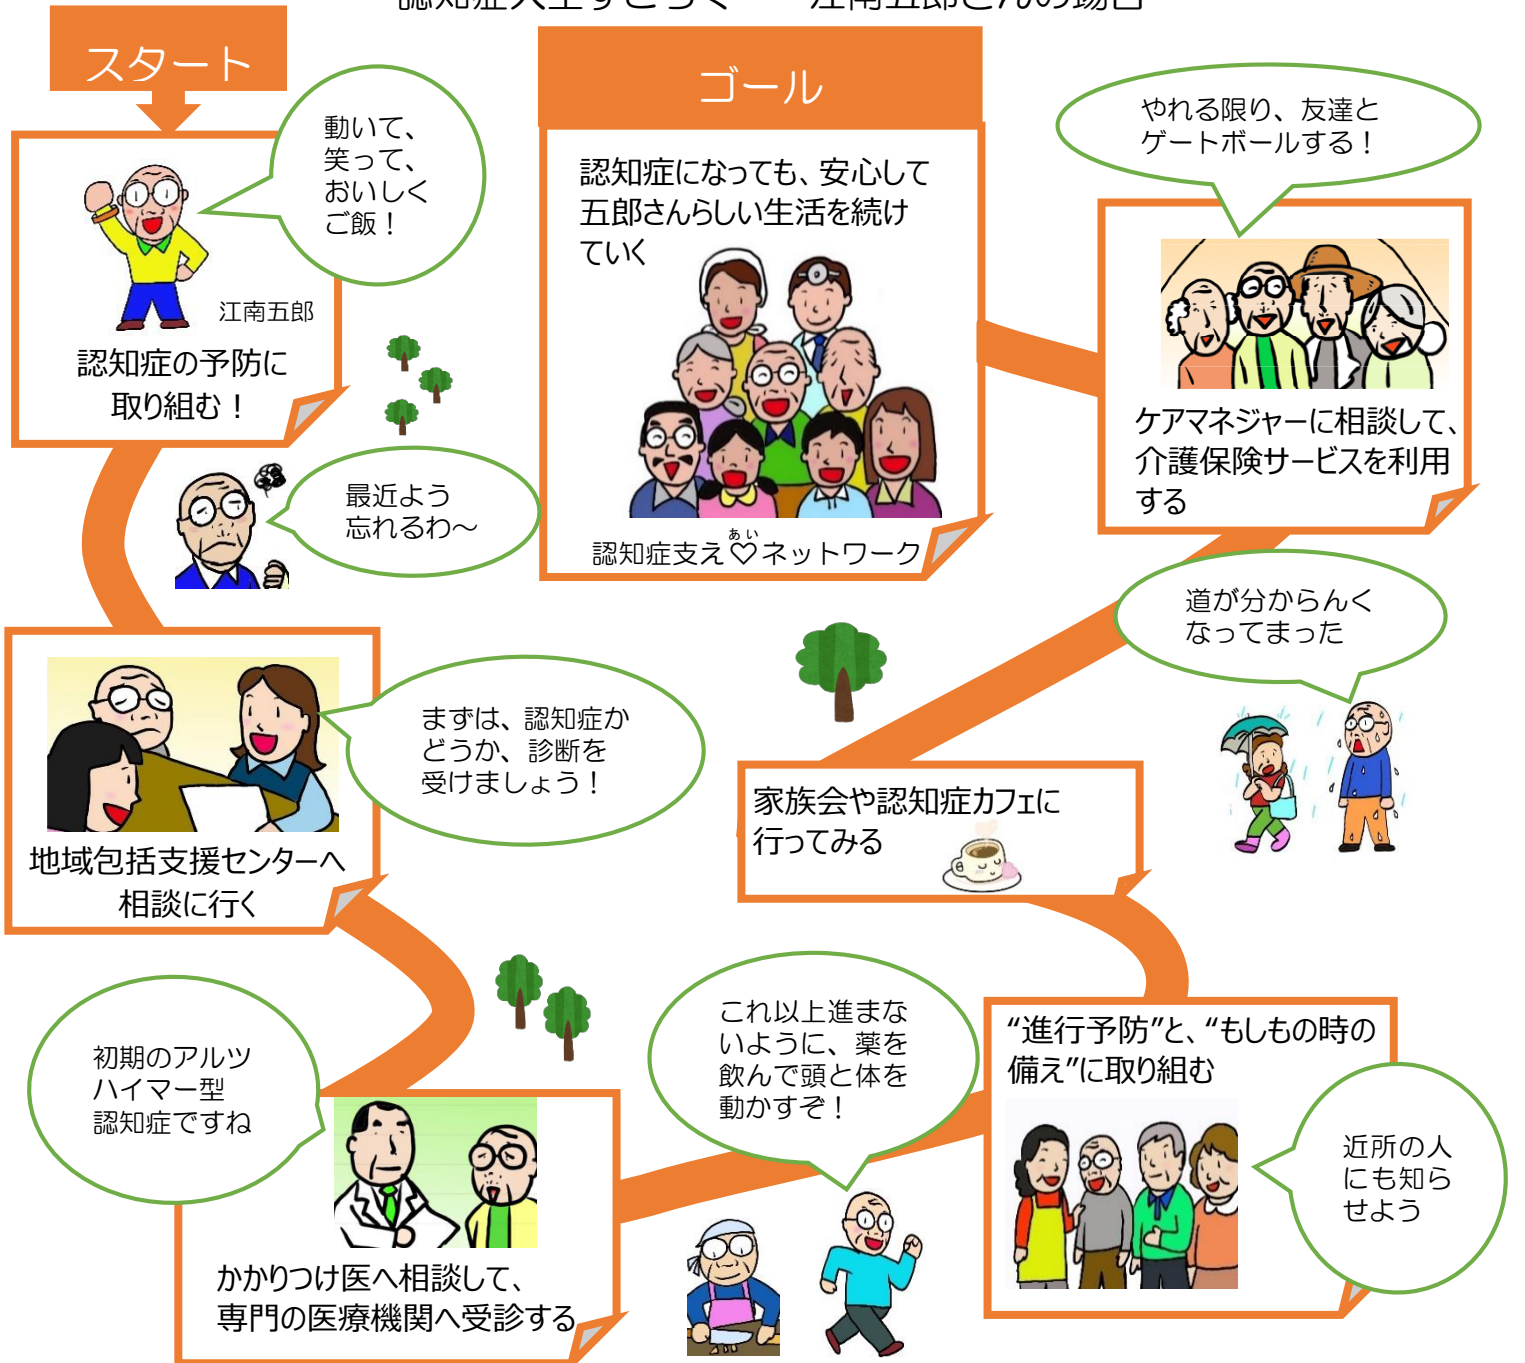 スタート
動いて、
笑って、
おいしく
ご飯！
江南五郎
認知症の予防に
取り組む！
最近よう
忘れるわ～
まずは、認知症か
どうか、診断を
受けましょう！
地域包括支援センターへ
相談に行く
初期のアルツ
ハイマー型
認知症ですね
かかりつけ医へ相談して、
専門の医療機関へ受診する
これ以上進まな
いように、薬を
飲んで頭と体を
動かすぞ！
“進行予防”と、“もしもの時の
備え”に取り組む
近所の人
にも知ら
せよう
家族会や認知症カフェに
行ってみる
道が分からんく
なってまった
やれる限り、友達と
ゲートボールする！
ケアマネジャーに相談して、
介護保険サービスを利用
する
ゴール
認知症になっても、安心して
五郎さんらしい生活を続け
ていく
あい
認知症支え♡ネットワーク